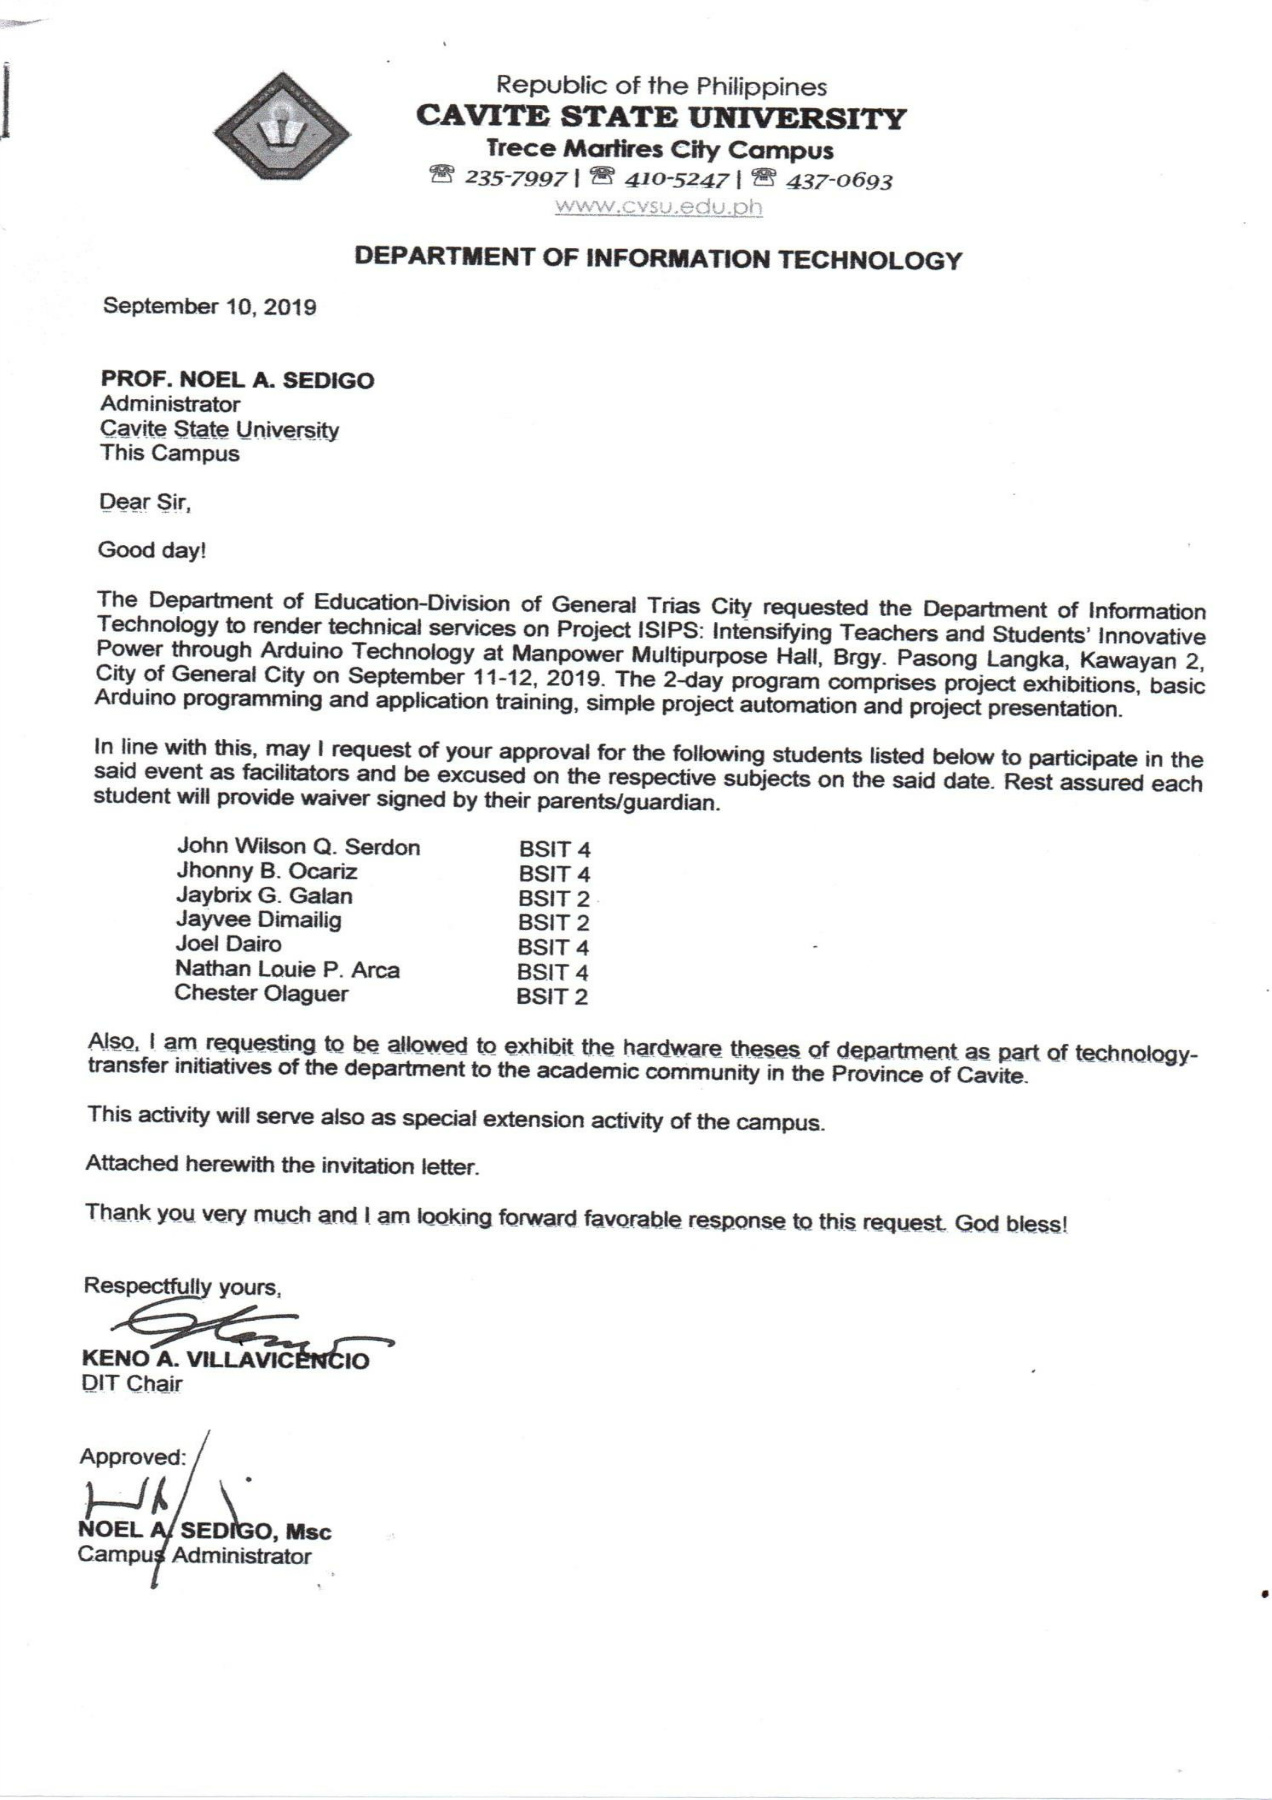 Republic of the Philippines
CAVITE STATE UNIVERSITY
Trece Martires City Campus
☎ 235-7997 | ☎ 410-5247 | ☎ 437-0693
www.cvsu.edu.ph
DEPARTMENT OF INFORMATION TECHNOLOGY
September 10, 2019
PROF. NOEL A. SEDIGO
Administrator
Cavite State University
This Campus
Dear Sir,
Good day!
The Department of Education-Division of General Trias City requested the Department of Information
Technology to render technical services on Project ISIPS: Intensifying Teachers and Students' Innovative
Power through Arduino Technology at Manpower Multipurpose Hall, Brgy. Pasong Langka, Kawayan 2,
City of General City on September 11-12, 2019. The 2-day program comprises project exhibitions, basic
Arduino programming and application training, simple project automation and project presentation.
In line with this, may I request of your approval for the following students listed below to participate in the
said event as facilitators and be excused on the respective subjects on the said date. Rest assured each
student will provide waiver signed by their parents/guardian.
John Wilson Q. Serdon BSIT 4
Jhonny B. Ocariz BSIT 4
Jaybrix G. Galan BSIT 2
Jayvee Dimailig BSIT 2
Joel Dairo BSIT 4
Nathan Louie P. Arca BSIT 4
Chester Olaguer BSIT 2
Also, I am requesting to be allowed to exhibit the hardware theses of department as part of technology-
transfer initiatives of the department to the academic community in the Province of Cavite.
This activity will serve also as special extension activity of the campus.
Attached herewith the invitation letter.
Thank you very much and I am looking forward favorable response to this request. God bless!
Respectfully yours,
KENO A. VILLAVICENCIO
DIT Chair
Approved:
NOEL A. SEDIGO, Msc
Campus Administrator